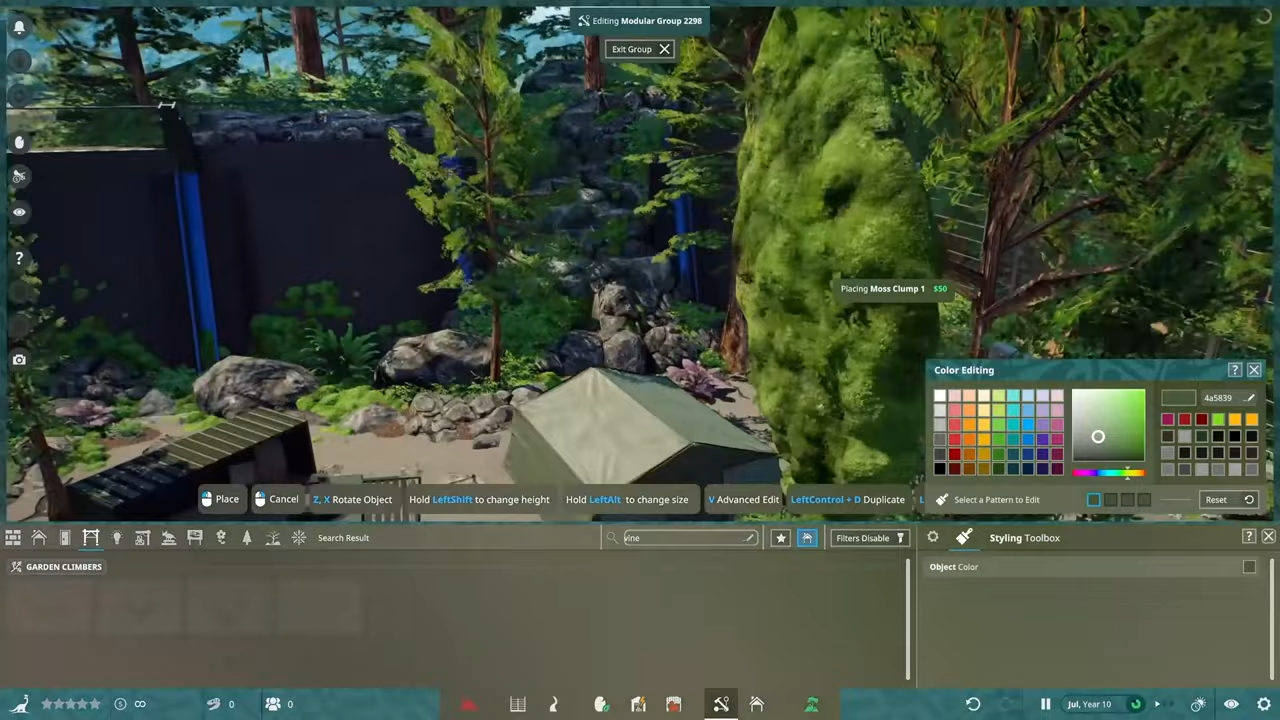 Editing Modular Group 2298
Exit Group
Placing Moss Clump 1 $50
Color Editing
?
4a5839
Select a Pattern to Edit
Reset
Place
Cancel
Z, X Rotate Object
Hold LeftShift to change height
Hold LeftAlt to change size
V Advanced Edit
LeftControl + D Duplicate
L
Search Result
vine
Filters Disable
Styling Toolbox
?
GARDEN CLIMBERS
Object Color
?
∞
0
0
Jul, Year 10